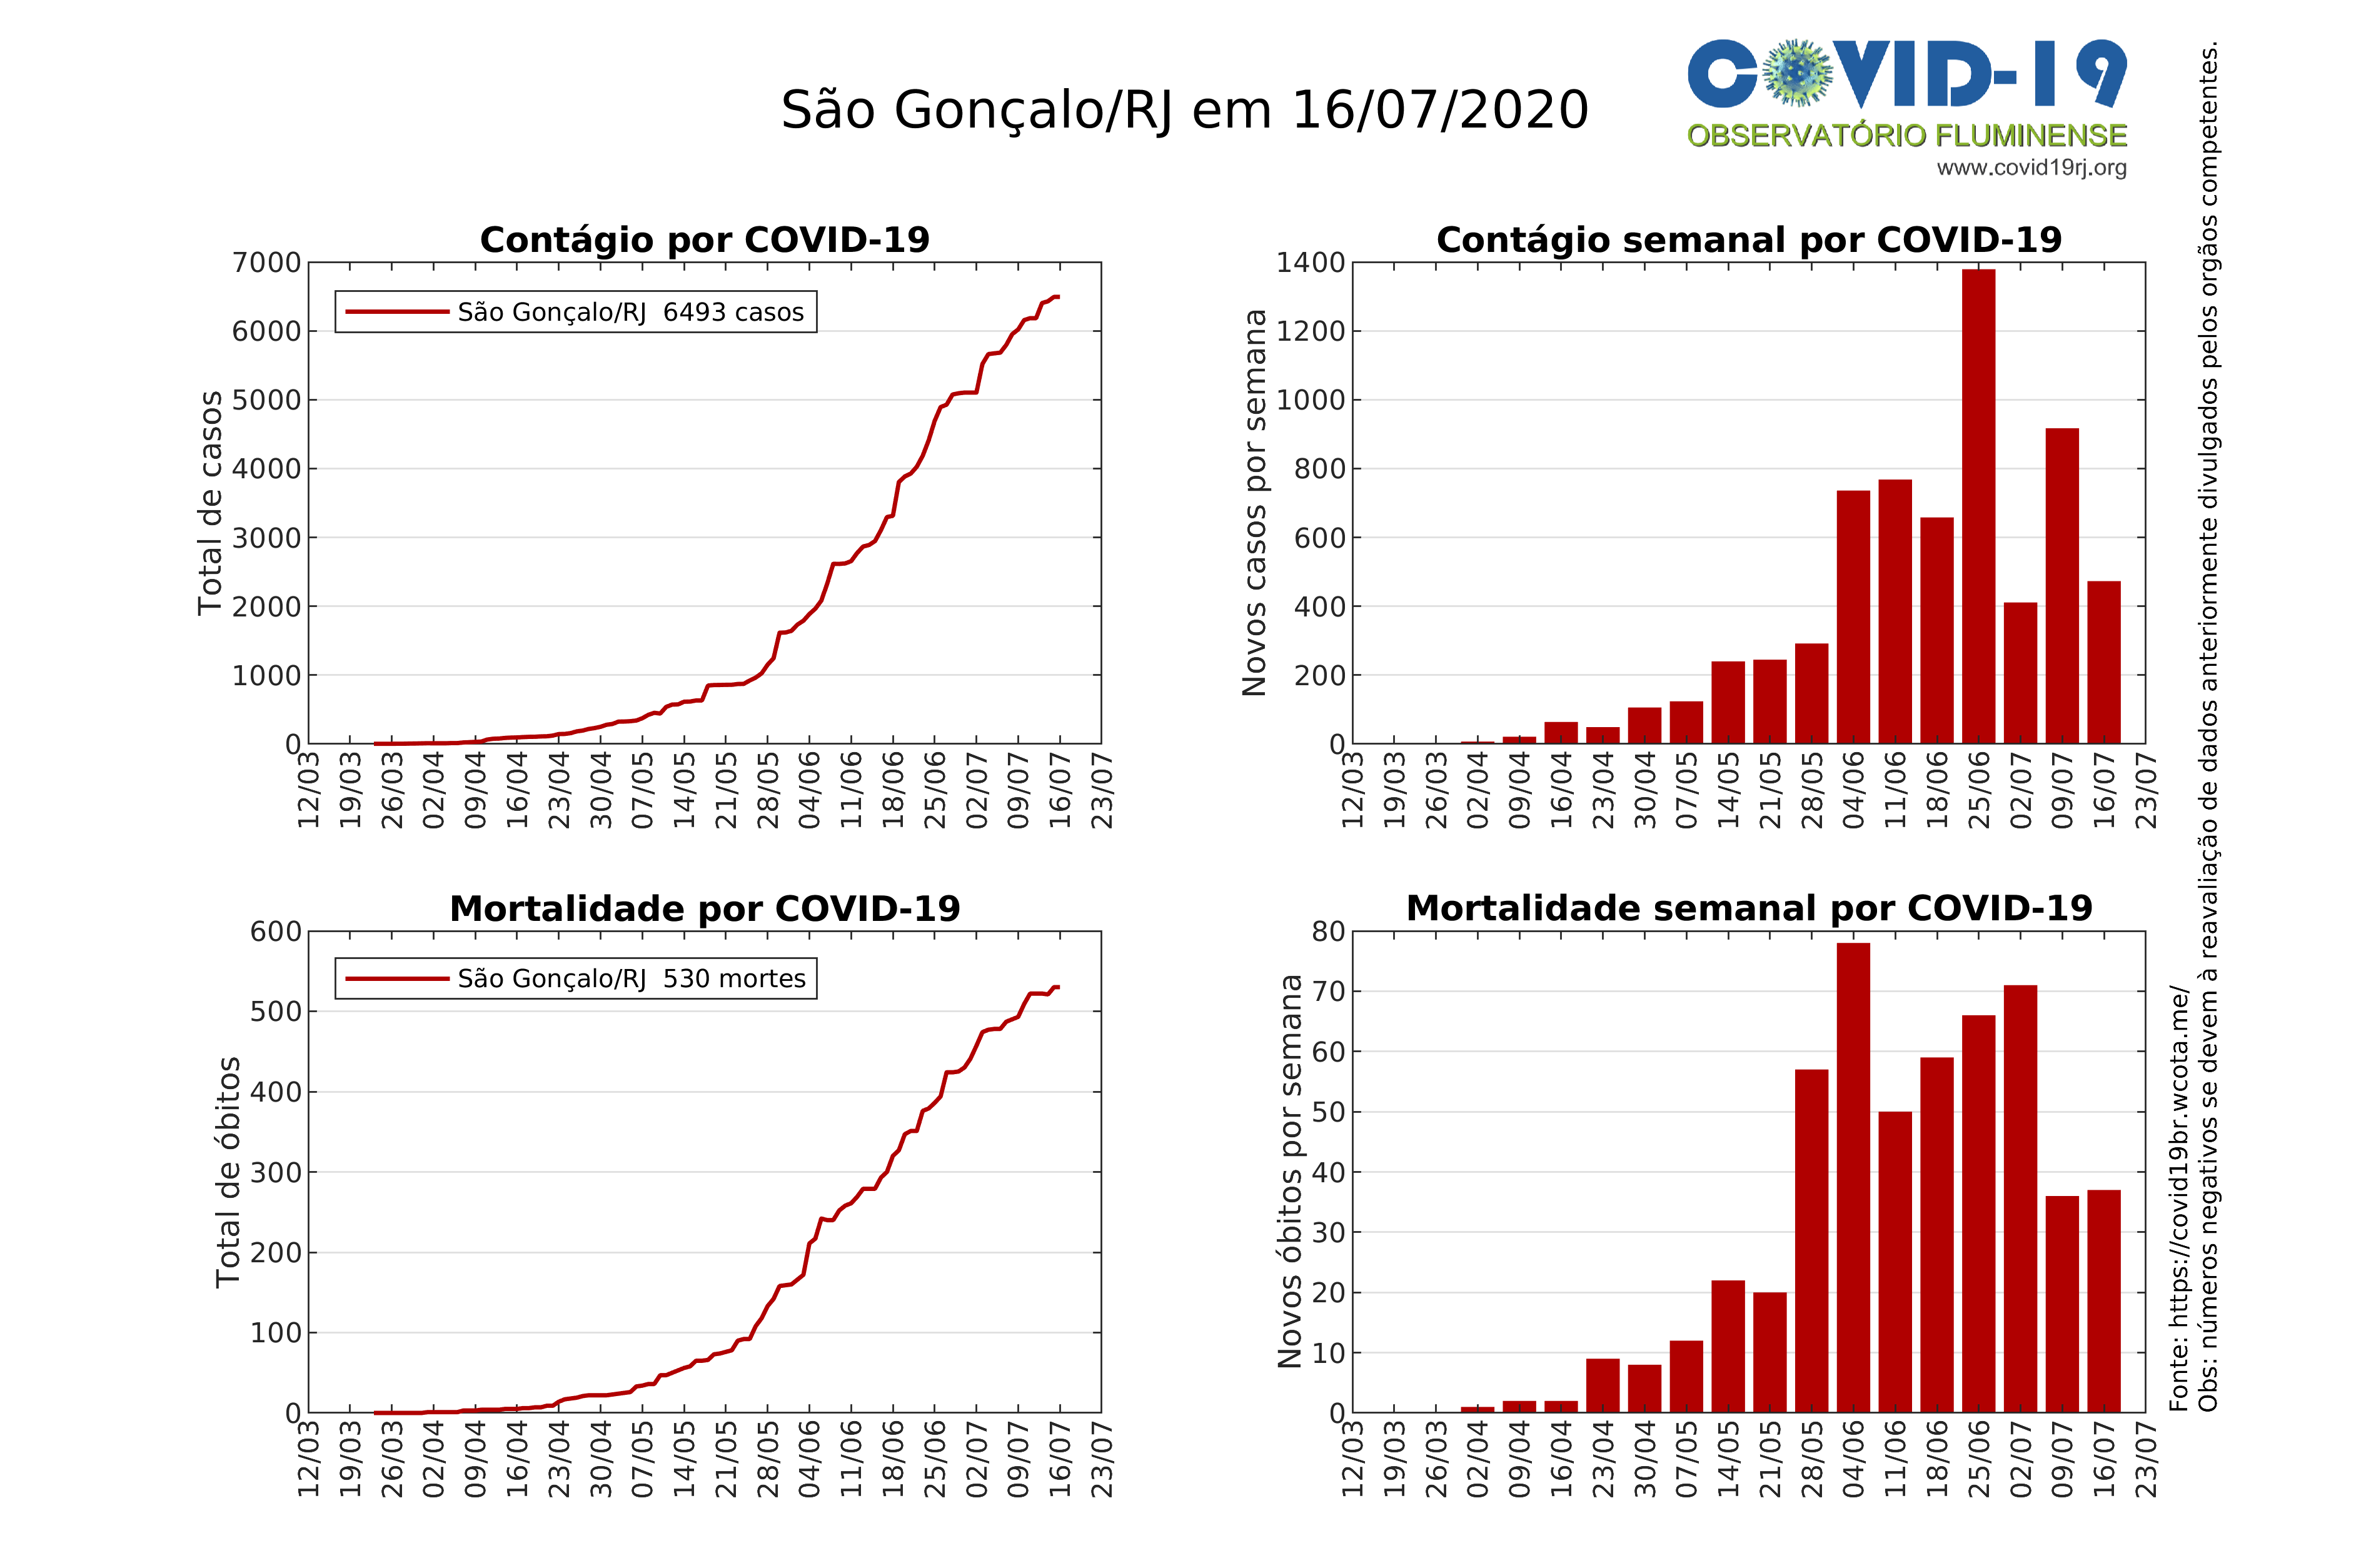 São Gonçalo/RJ em 16/07/2020
COVID-19
OBSERVATÓRIO FLUMINENSE
www.covid19rj.org
Contágio por COVID-19
Total de casos
7000
6000
5000
4000
3000
2000
1000
0
São Gonçalo/RJ 6493 casos
12/03 19/03 26/03 02/04 09/04 16/04 23/04 30/04 07/05 14/05 21/05 28/05 04/06 11/06 18/06 25/06 02/07 09/07 16/07 23/07
Contágio semanal por COVID-19
Novos casos por semana
1400
1200
1000
800
600
400
200
0
12/03 19/03 26/03 02/04 09/04 16/04 23/04 30/04 07/05 14/05 21/05 28/05 04/06 11/06 18/06 25/06 02/07 09/07 16/07 23/07
Mortalidade por COVID-19
Total de óbitos
600
500
400
300
200
100
0
São Gonçalo/RJ 530 mortes
12/03 19/03 26/03 02/04 09/04 16/04 23/04 30/04 07/05 14/05 21/05 28/05 04/06 11/06 18/06 25/06 02/07 09/07 16/07 23/07
Mortalidade semanal por COVID-19
Novos óbitos por semana
80
70
60
50
40
30
20
10
0
12/03 19/03 26/03 02/04 09/04 16/04 23/04 30/04 07/05 14/05 21/05 28/05 04/06 11/06 18/06 25/06 02/07 09/07 16/07 23/07
Fonte: https://covid19br.wcota.me/
Obs: números negativos se devem à reavaliação de dados anteriormente divulgados pelos orgãos competentes.